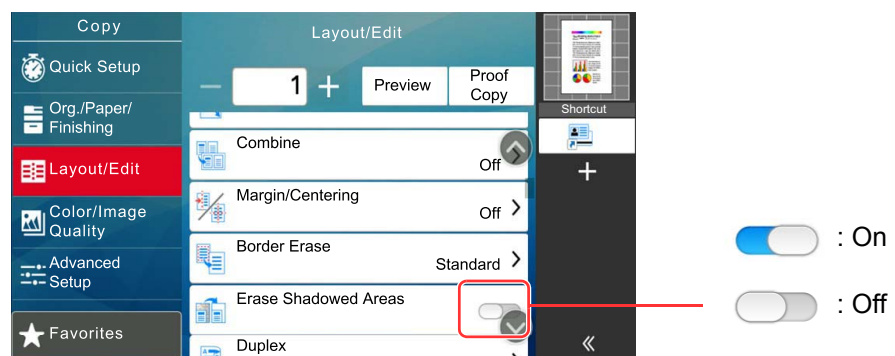 Copy
Quick Setup
Org./Paper/
Finishing
Layout/Edit
Color/Image
Quality
Advanced
Setup
Favorites
Layout/Edit
1
Preview
Proof
Copy
Combine
Off
Margin/Centering
Off
Border Erase
Standard
Erase Shadowed Areas
Duplex
Shortcut
: On
: Off